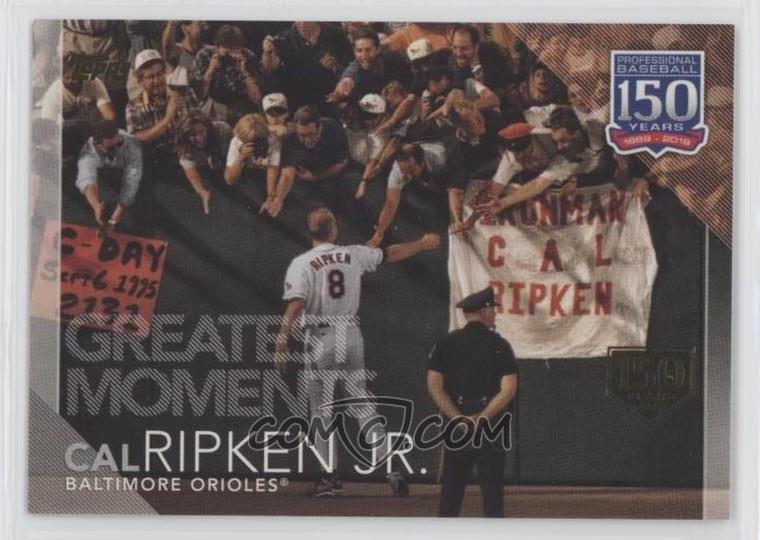 Topps
PROFESSIONAL
BASEBALL
150
YEARS
1869 - 2019
C-DAY
Sept 6 1995
2131
RIPKEN
8
IRONMAN
CAL
RIPKEN
GREATEST
MOMENTS
150
YEARS
COMC.com
CAL RIPKEN JR.
BALTIMORE ORIOLES®